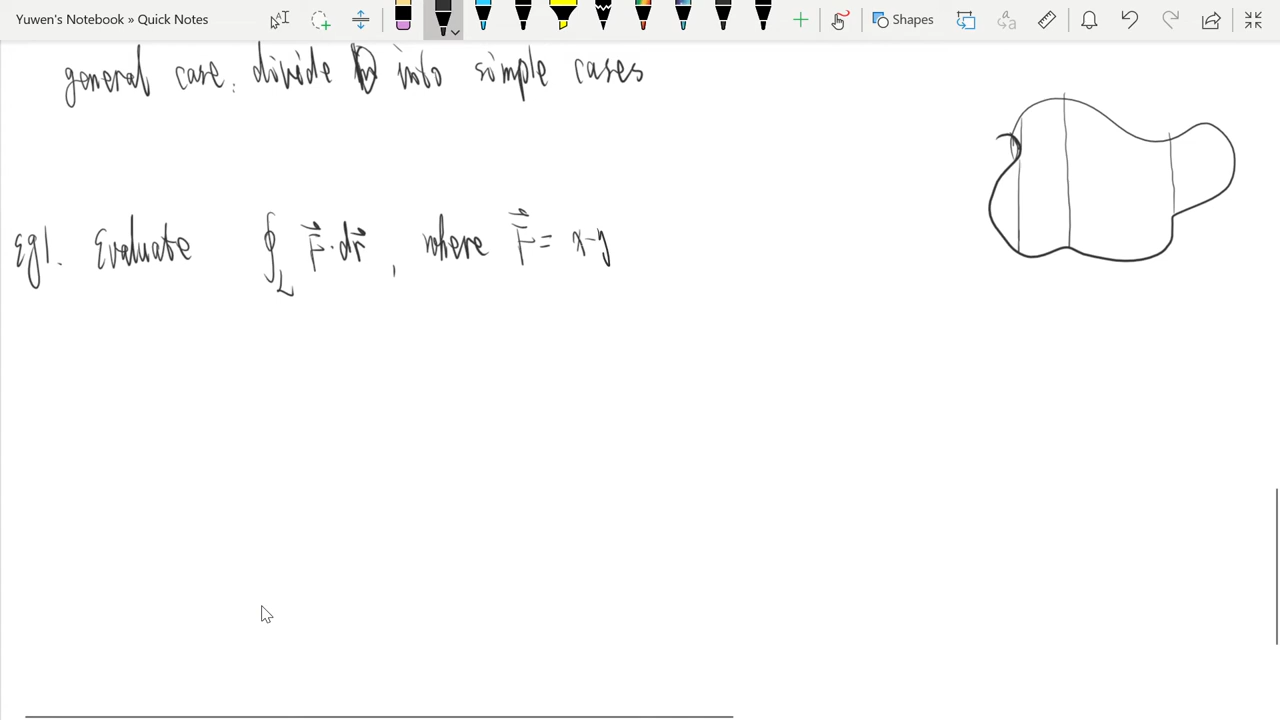 Yuwen's Notebook » Quick Notes
Shapes
general case: divide D into simple cases
Eg1. Evaluate ∮_L F⃗·dr⃗, where F⃗ = x-y